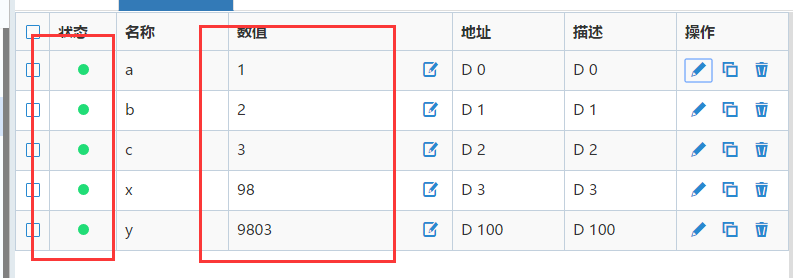 状态 名称 数值 地址 描述 操作
a 1 D 0 D 0
b 2 D 1 D 1
c 3 D 2 D 2
x 98 D 3 D 3
y 9803 D 100 D 100